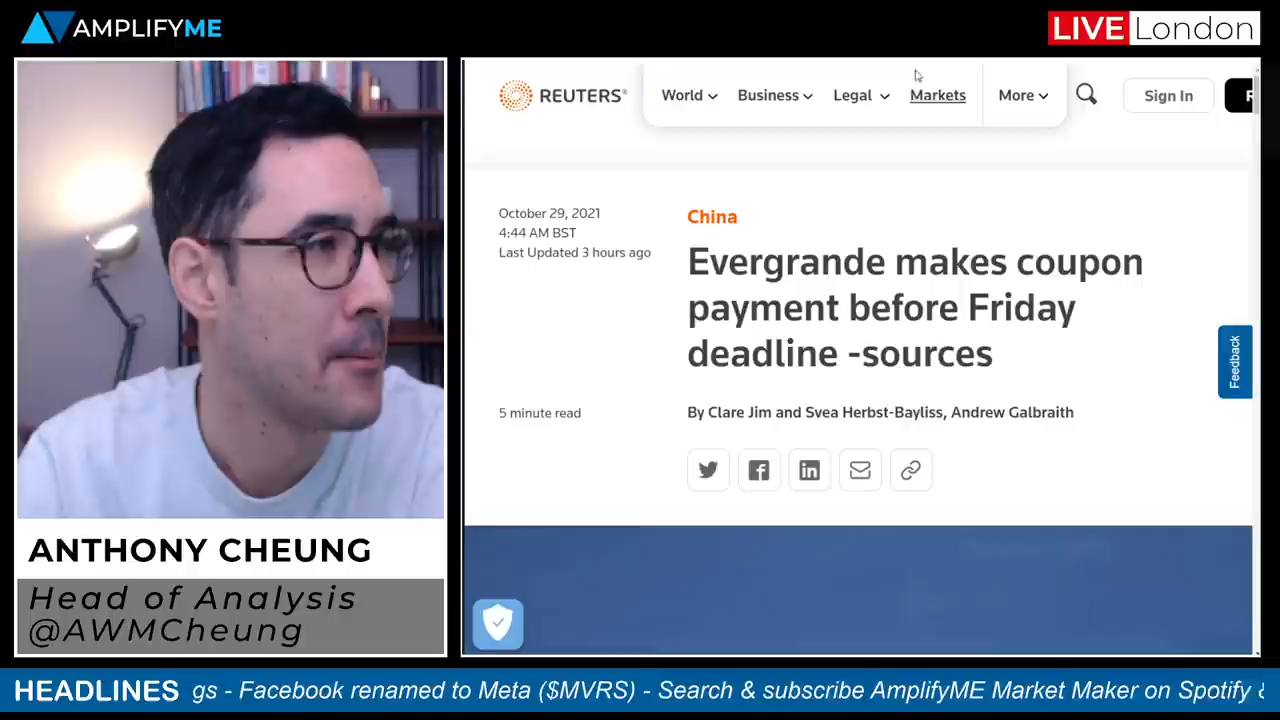 AMPLIFYME
LIVE London
REUTERS®
World
Business
Legal
Markets
More
Sign In
R
October 29, 2021
4:44 AM BST
Last Updated 3 hours ago
China
Evergrande makes coupon
payment before Friday
deadline -sources
5 minute read
By Clare Jim and Svea Herbst-Bayliss, Andrew Galbraith
Feedback
ANTHONY CHEUNG
Head of Analysis
@AWMCheung
HEADLINES gs - Facebook renamed to Meta ($MVRS) - Search & subscribe AmplifyME Market Maker on Spotify &